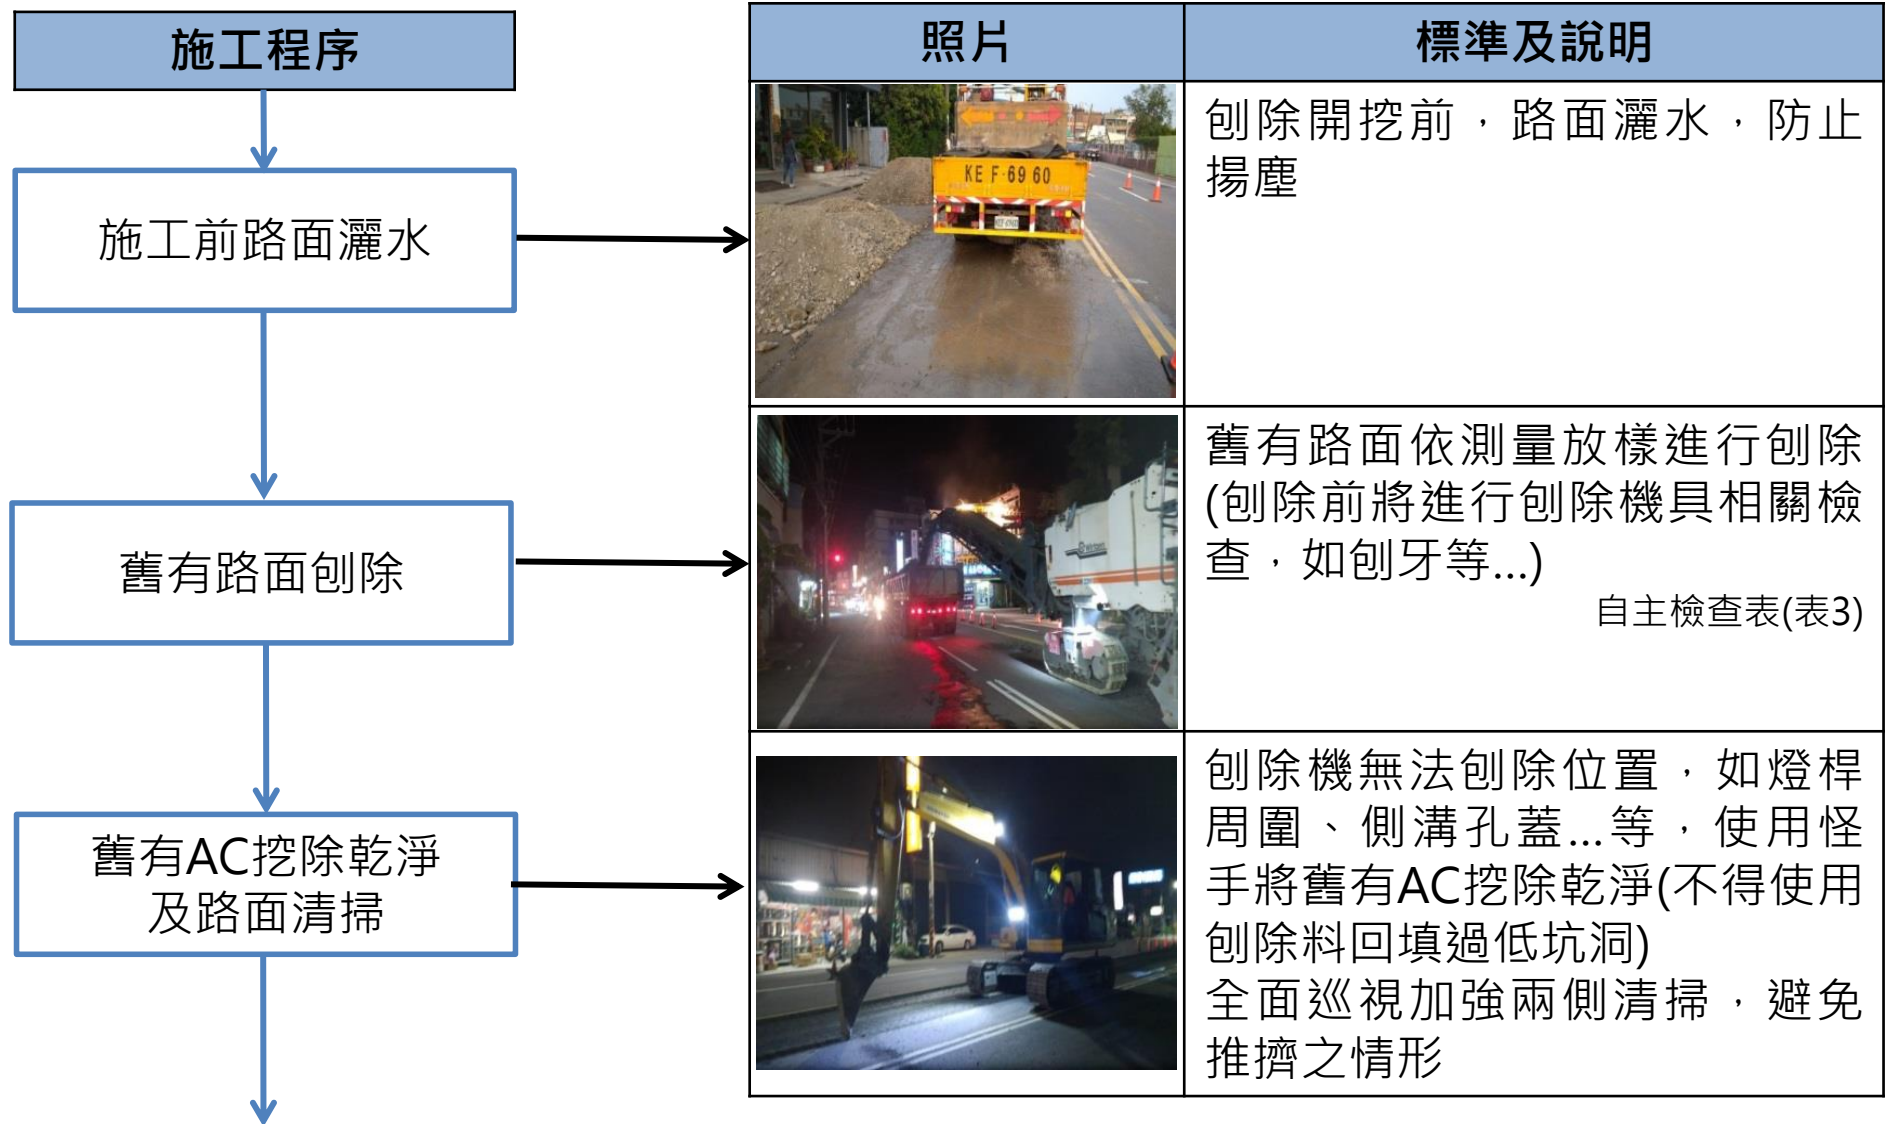 施工程序
照片
標準及說明
施工前路面灑水
KEF-6960
刨除開挖前，路面灑水，防止
揚塵
舊有路面刨除
舊有路面依測量放樣進行刨除
(刨除前將進行刨除機具相關檢
查，如刨牙等...)
自主檢查表(表3)
舊有AC挖除乾淨
及路面清掃
刨除機無法刨除位置，如燈桿
周圍、側溝孔蓋...等，使用怪
手將舊有AC挖除乾淨(不得使用
刨除料回填過低坑洞)
全面巡視加強兩側清掃，避免
推擠之情形